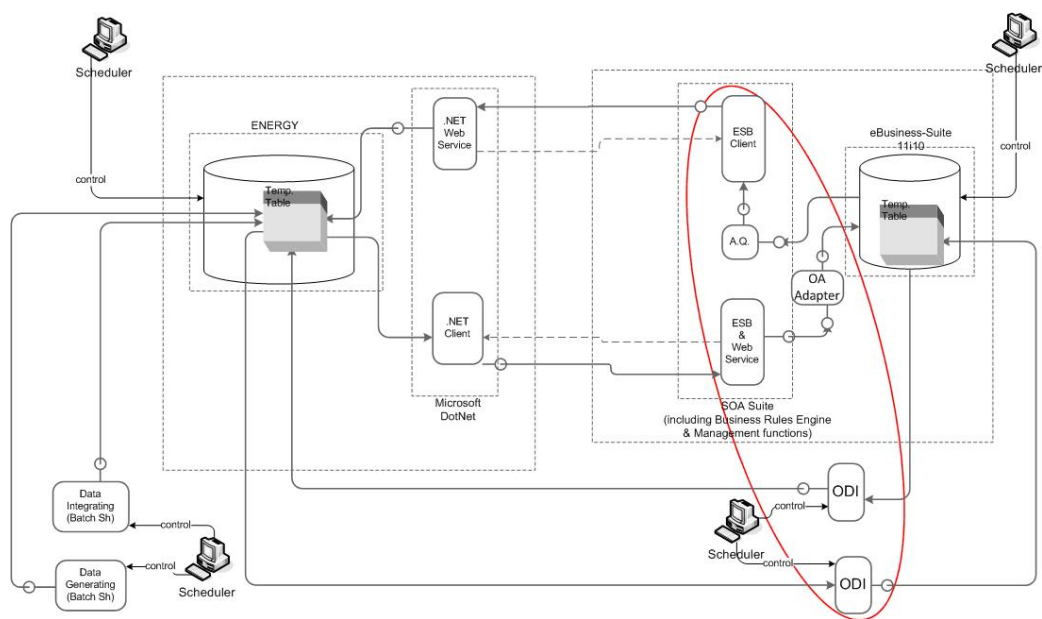 Scheduler
Scheduler
control
control
ENERGY
Temp.
Table
.NET
Web
Service
ESB
Client
A.Q.
eBusiness-Suite
11i10
Temp.
Table
OA
Adapter
.NET
Client
ESB
&
Web
Service
Microsoft
DotNet
SOA Suite
(including Business Rules Engine
& Management functions)
Data
Integrating
(Batch Sh)
control
Data
Generating
(Batch Sh)
control
Scheduler
ODI
control
Scheduler
control
ODI